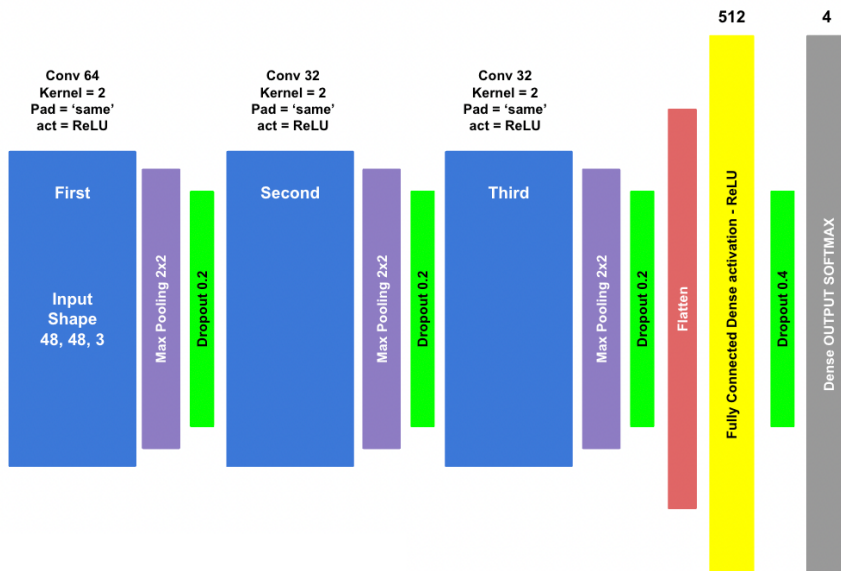 512
4
Conv 64
Kernel = 2
Pad = ‘same’
act = ReLU
Conv 32
Kernel = 2
Pad = ‘same’
act = ReLU
Conv 32
Kernel = 2
Pad = ‘same’
act = ReLU
First
Input
Shape
48, 48, 3
Max Pooling 2x2
Dropout 0.2
Second
Max Pooling 2x2
Dropout 0.2
Third
Max Pooling 2x2
Dropout 0.2
Flatten
Fully Connected Dense activation - ReLU
Dropout 0.4
Dense OUTPUT SOFTMAX